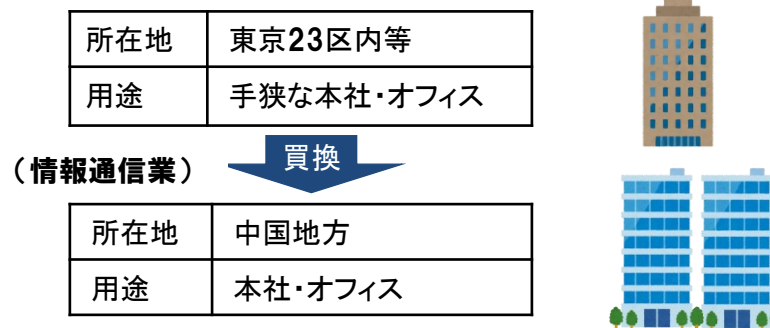 所在地 東京23区内等
用途 手狭な本社・オフィス
（情報通信業） 買換
所在地 中国地方
用途 本社・オフィス